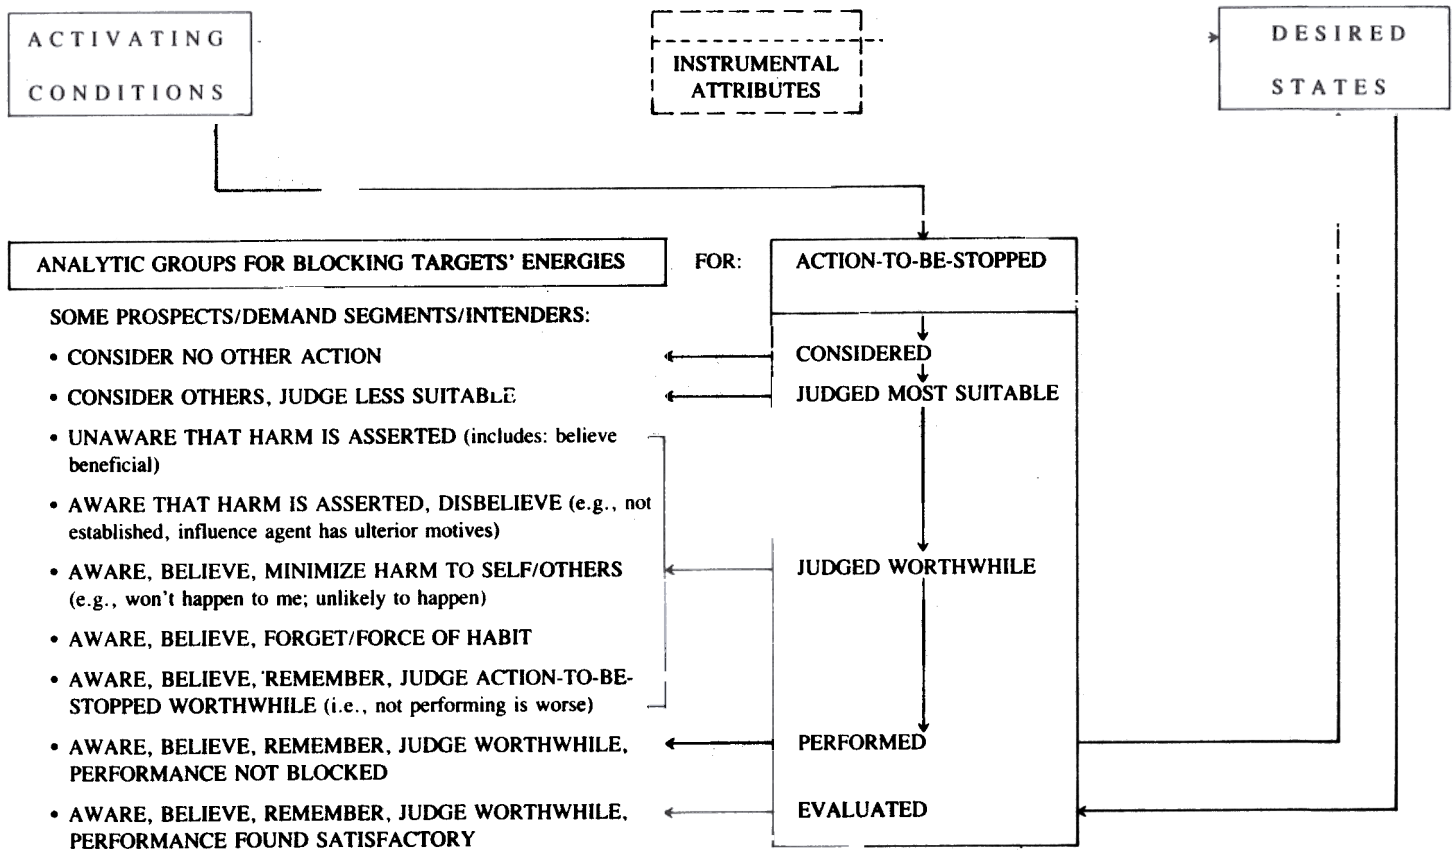 ACTIVATING
CONDITIONS
INSTRUMENTAL
ATTRIBUTES
DESIRED
STATES
ANALYTIC GROUPS FOR BLOCKING TARGETS' ENERGIES
FOR:
ACTION-TO-BE-STOPPED
SOME PROSPECTS/DEMAND SEGMENTS/INTENDERS:
• CONSIDER NO OTHER ACTION
CONSIDERED
• CONSIDER OTHERS, JUDGE LESS SUITABLE
JUDGED MOST SUITABLE
• UNAWARE THAT HARM IS ASSERTED (includes: believe
beneficial)
• AWARE THAT HARM IS ASSERTED, DISBELIEVE (e.g., not
established, influence agent has ulterior motives)
• AWARE, BELIEVE, MINIMIZE HARM TO SELF/OTHERS
(e.g., won't happen to me; unlikely to happen)
JUDGED WORTHWHILE
• AWARE, BELIEVE, FORGET/FORCE OF HABIT
• AWARE, BELIEVE, REMEMBER, JUDGE ACTION-TO-BE-
STOPPED WORTHWHILE (i.e., not performing is worse)
• AWARE, BELIEVE, REMEMBER, JUDGE WORTHWHILE,
PERFORMANCE NOT BLOCKED
PERFORMED
• AWARE, BELIEVE, REMEMBER, JUDGE WORTHWHILE,
PERFORMANCE FOUND SATISFACTORY
EVALUATED